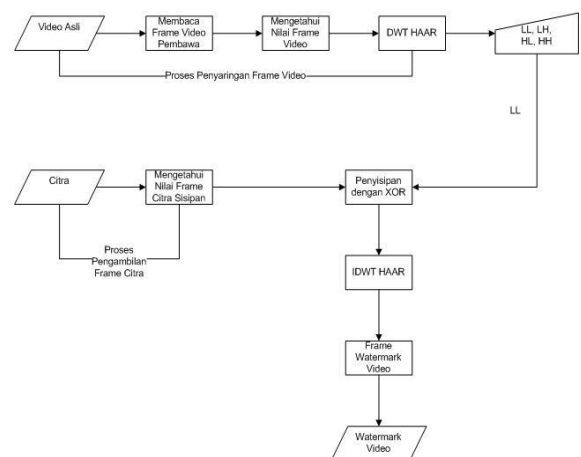 Video Asli
Membaca
Frame Video
Pembawa
Mengetahui
Nilai Frame
Video
DWT HAAR
LL, LH,
HL, HH
Proses Penyaringan Frame Video
LL
Citra
Mengetahui
Nilai Frame
Citra Sisipan
Penyisipan
dengan XOR
Proses
Pengambilan
Frame Citra
IDWT HAAR
Frame
Watermark
Video
Watermark
Video